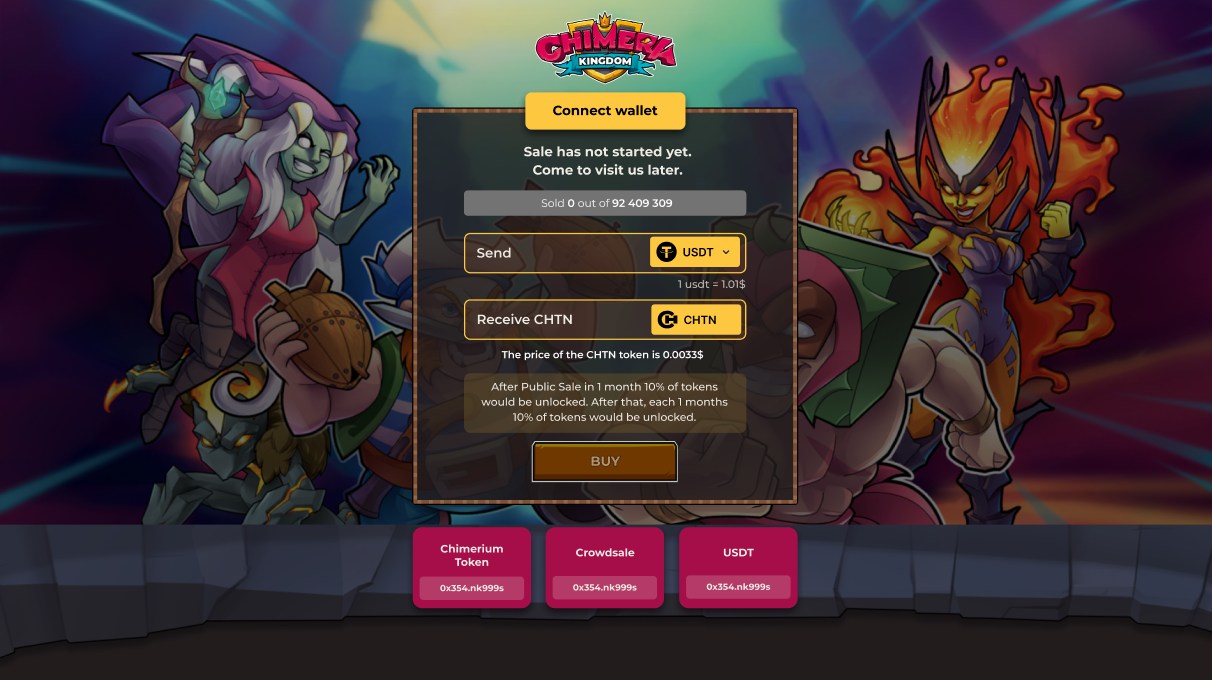 CHIMERIA
KINGDOM
Connect wallet
Sale has not started yet.
Come to visit us later.
Sold 0 out of 92 409 309
Send
USDT
1 usdt = 1.01$
Receive CHTN
CHTN
The price of the CHTN token is 0.0033$
After Public Sale in 1 month 10% of tokens
would be unlocked. After that, each 1 months
10% of tokens would be unlocked.
BUY
Chimerium
Token
0x354.nk999s
Crowdsale
0x354.nk999s
USDT
0x354.nk999s